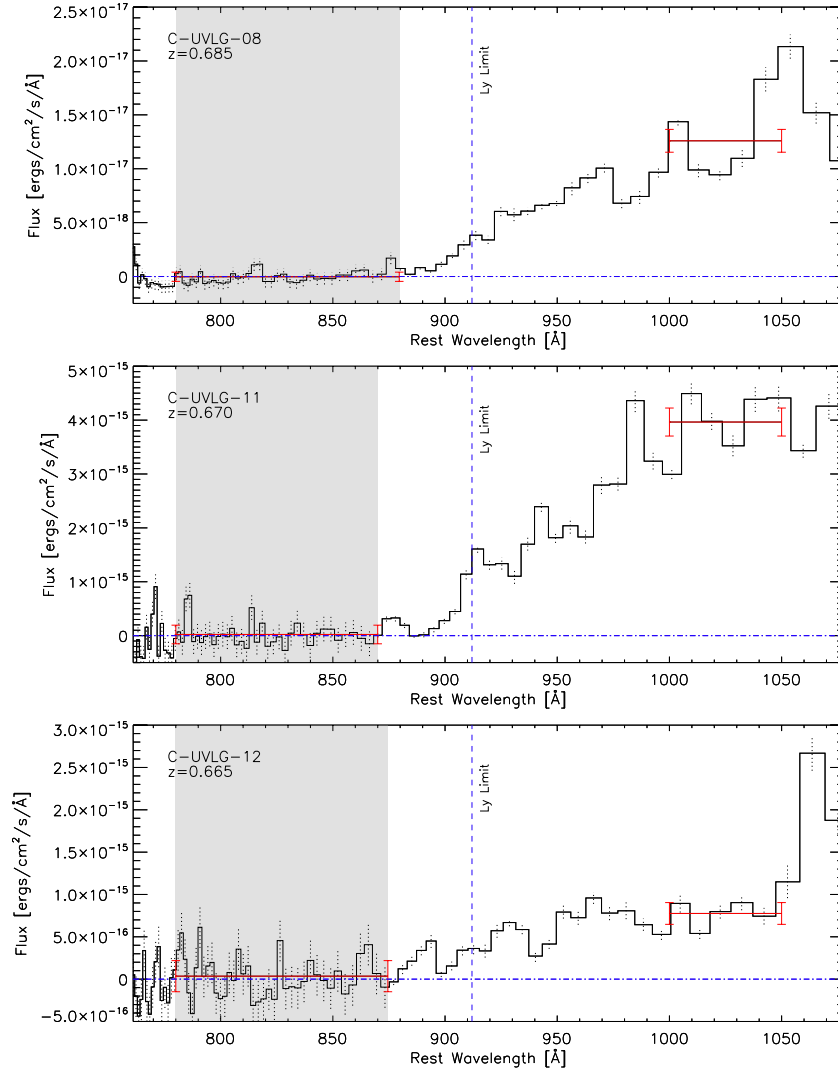 2.5×10⁻¹⁷
2.0×10⁻¹⁷
1.5×10⁻¹⁷
1.0×10⁻¹⁷
5.0×10⁻¹⁸
0
Flux [ergs/cm²/s/Å]
C-UVLG-08
z=0.685
Ly Limit
800 850 900 950 1000 1050
Rest Wavelength [Å]
5×10⁻¹⁵
4×10⁻¹⁵
3×10⁻¹⁵
2×10⁻¹⁵
1×10⁻¹⁵
0
Flux [ergs/cm²/s/Å]
C-UVLG-11
z=0.670
Ly Limit
800 850 900 950 1000 1050
Rest Wavelength [Å]
3.0×10⁻¹⁵
2.5×10⁻¹⁵
2.0×10⁻¹⁵
1.5×10⁻¹⁵
1.0×10⁻¹⁵
5.0×10⁻¹⁶
0
-5.0×10⁻¹⁶
Flux [ergs/cm²/s/Å]
C-UVLG-12
z=0.665
Ly Limit
800 850 900 950 1000 1050
Rest Wavelength [Å]